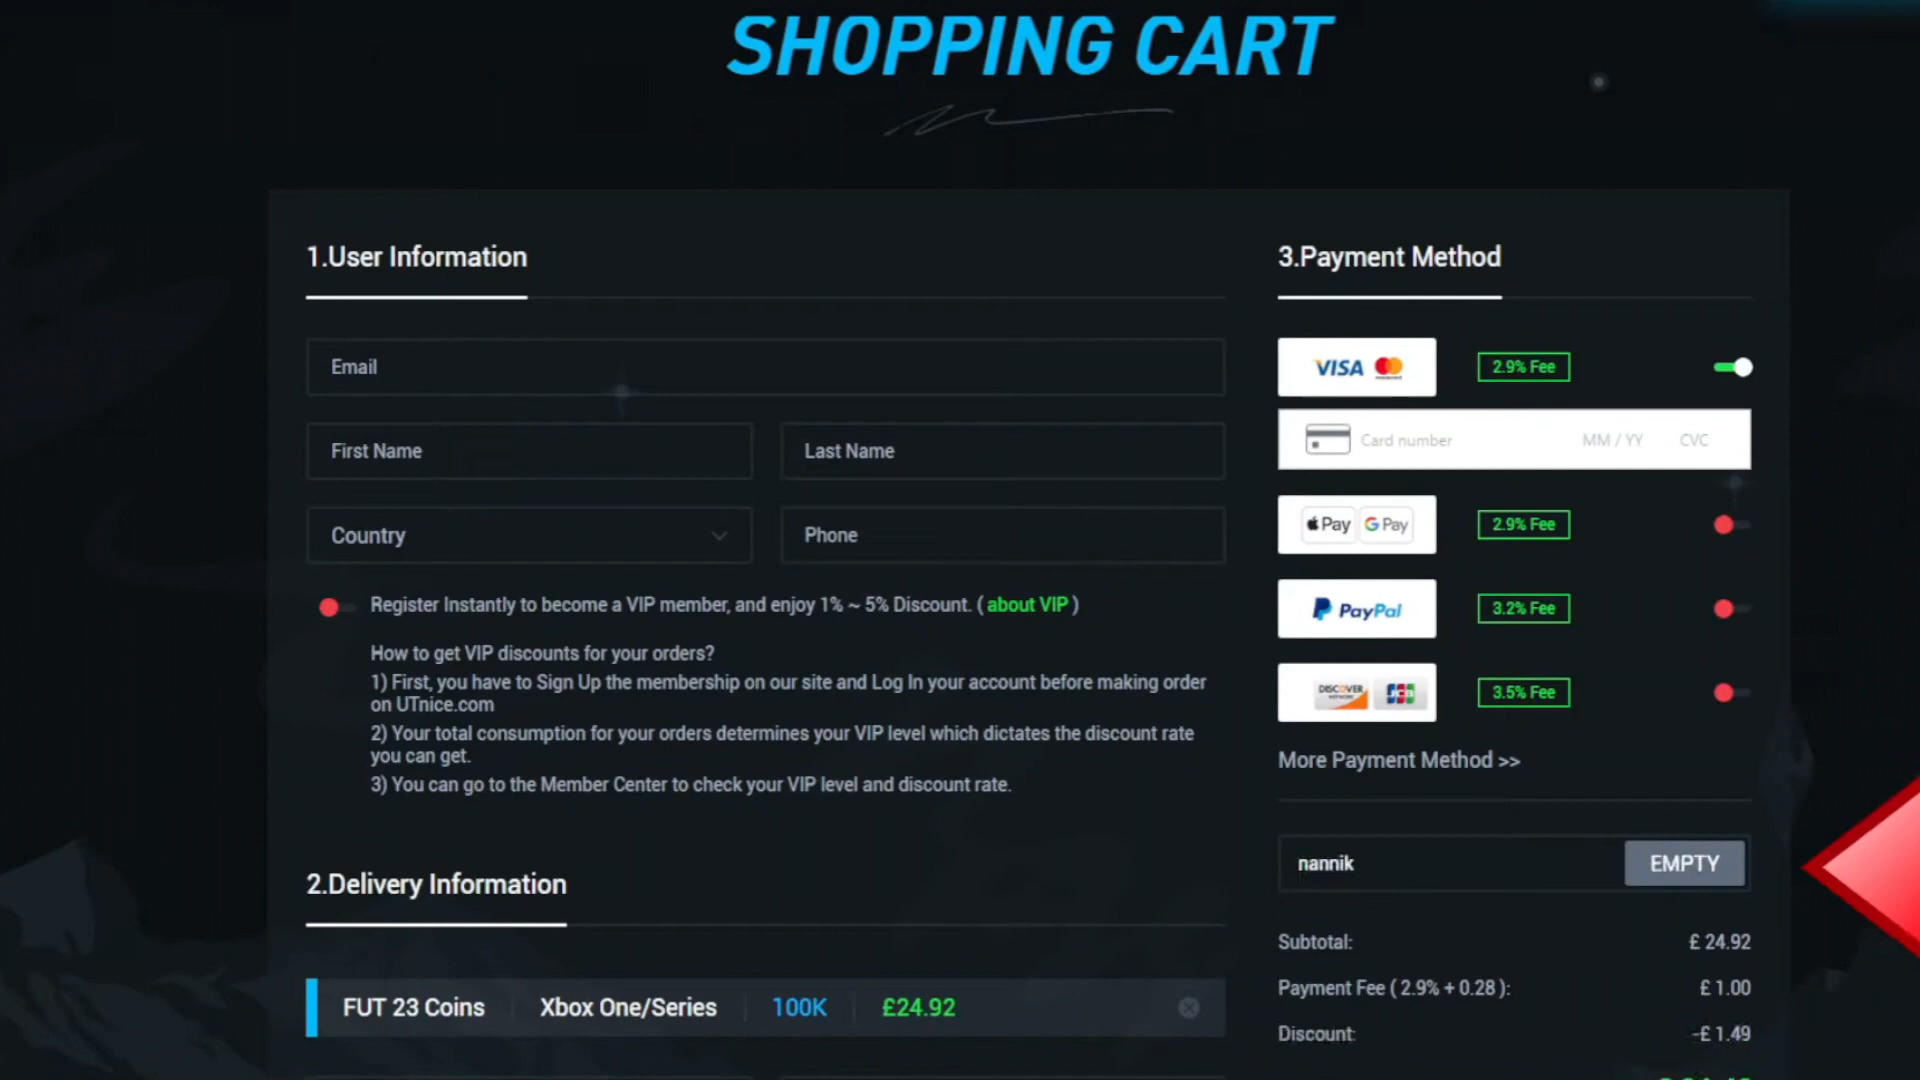 SHOPPING CART
1.User Information
Email
First Name
Last Name
Country
Phone
Register Instantly to become a VIP member, and enjoy 1% ~ 5% Discount. ( about VIP )
How to get VIP discounts for your orders?
1) First, you have to Sign Up the membership on our site and Log In your account before making order
on UTnice.com
2) Your total consumption for your orders determines your VIP level which dictates the discount rate
you can get.
3) You can go to the Member Center to check your VIP level and discount rate.
2.Delivery Information
FUT 23 Coins
Xbox One/Series
100K
£24.92
3.Payment Method
VISA
2.9% Fee
Card number
MM / YY
CVC
Pay
G Pay
2.9% Fee
PayPal
3.2% Fee
DISCOVER
NETWORK
JCB
3.5% Fee
More Payment Method >>
nannik
EMPTY
Subtotal:
£ 24.92
Payment Fee ( 2.9% + 0.28 ):
£ 1.00
Discount:
-£ 1.49